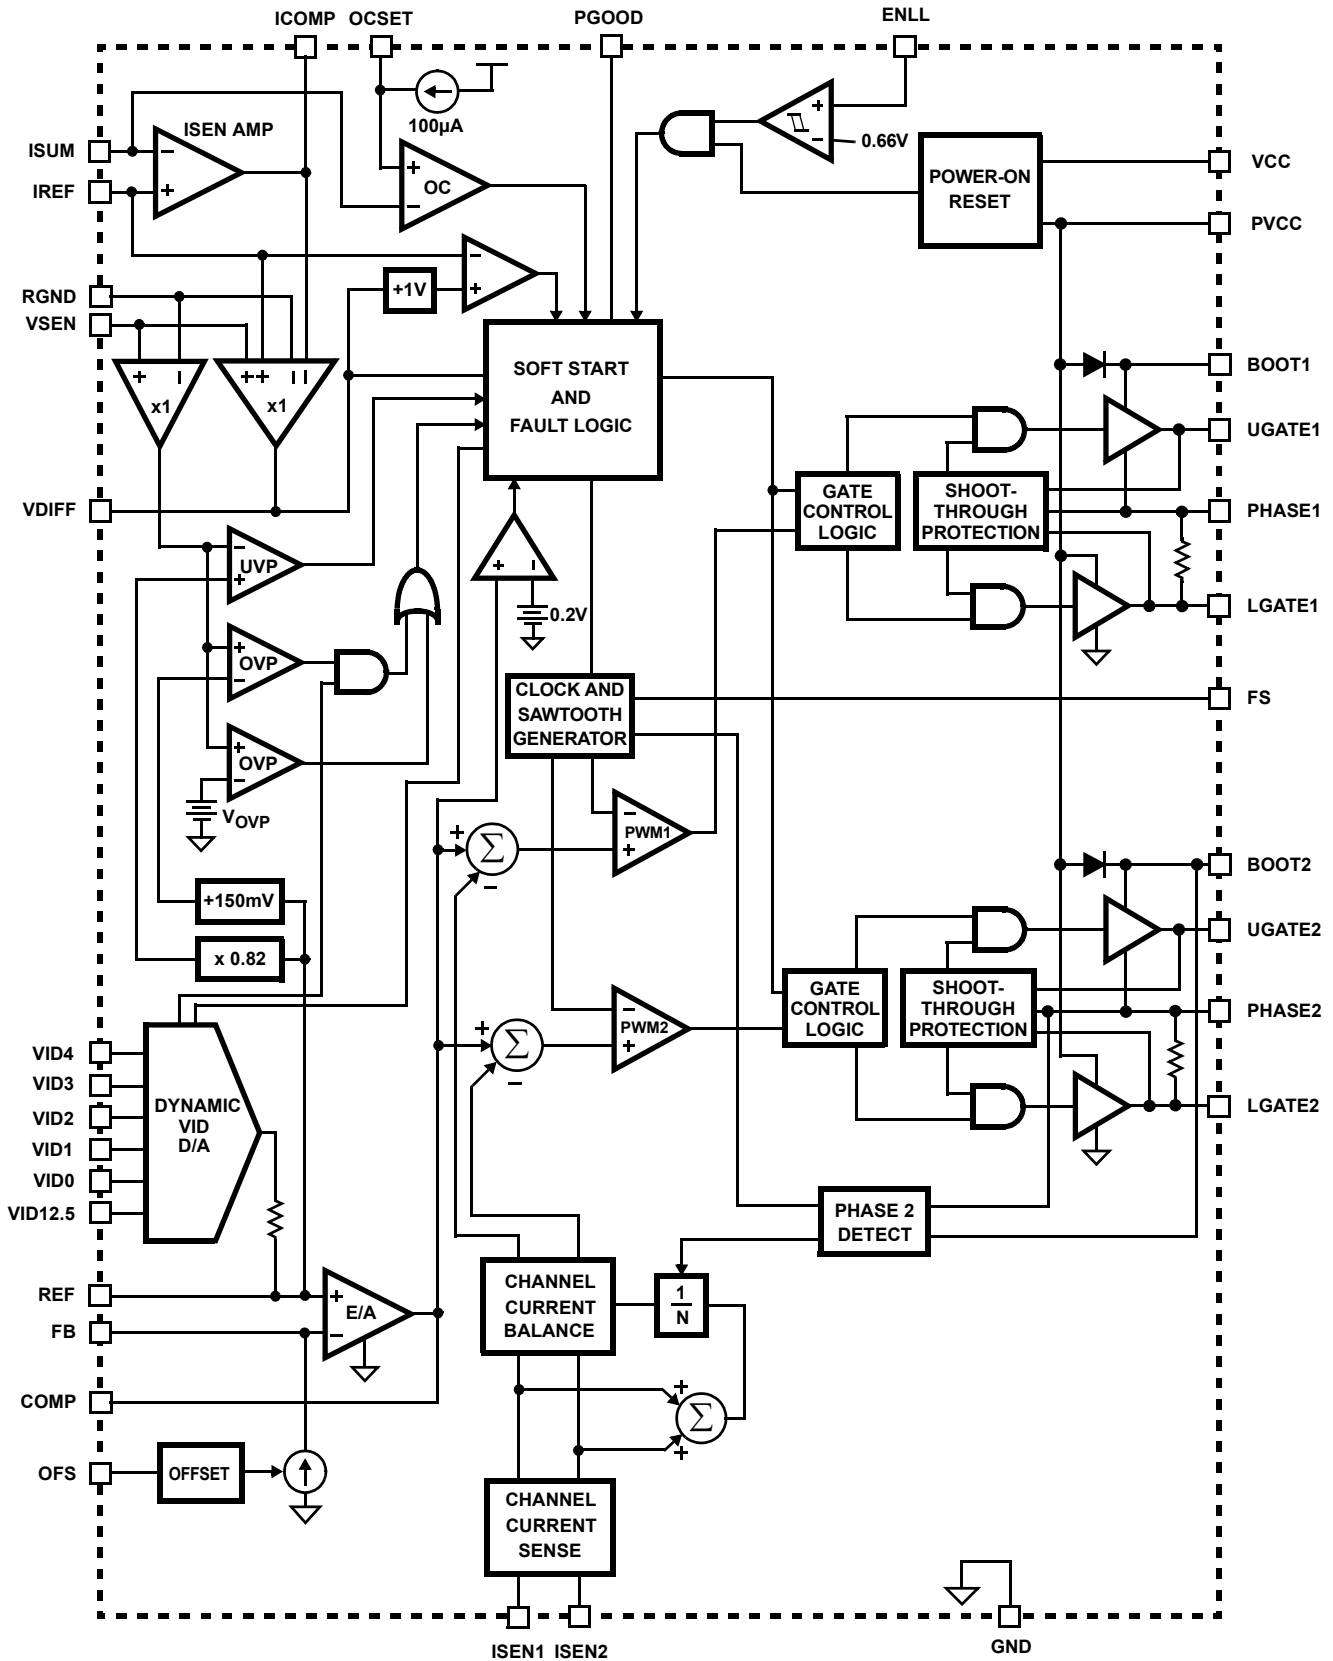 ICOMP OCSET PGOOD ENLL
ISEN AMP
100µA
ISUM
IREF
−
+
+
−
OC
+
−
0.66V
POWER-ON
RESET
VCC
PVCC
RGND
VSEN
−
+
+1V
+ −
x1
+ + − −
x1
SOFT START
AND
FAULT LOGIC
BOOT1
UGATE1
PHASE1
LGATE1
GATE
CONTROL
LOGIC
SHOOT-
THROUGH
PROTECTION
VDIFF
−
+
UVP
+ −
0.2V
+
−
OVP
+
−
OVP
VOVP
CLOCK AND
SAWTOOTH
GENERATOR
FS
−
+
PWM1
+
Σ
−
+150mV
x 0.82
BOOT2
UGATE2
PHASE2
LGATE2
GATE
CONTROL
LOGIC
SHOOT-
THROUGH
PROTECTION
−
+
PWM2
+
Σ
−
VID4
VID3
VID2
VID1
VID0
VID12.5
DYNAMIC
VID
D/A
PHASE 2
DETECT
REF
FB
+
−
E/A
CHANNEL
CURRENT
BALANCE
1
N
COMP
+
Σ
+
OFS
OFFSET
CHANNEL
CURRENT
SENSE
ISEN1 ISEN2
GND